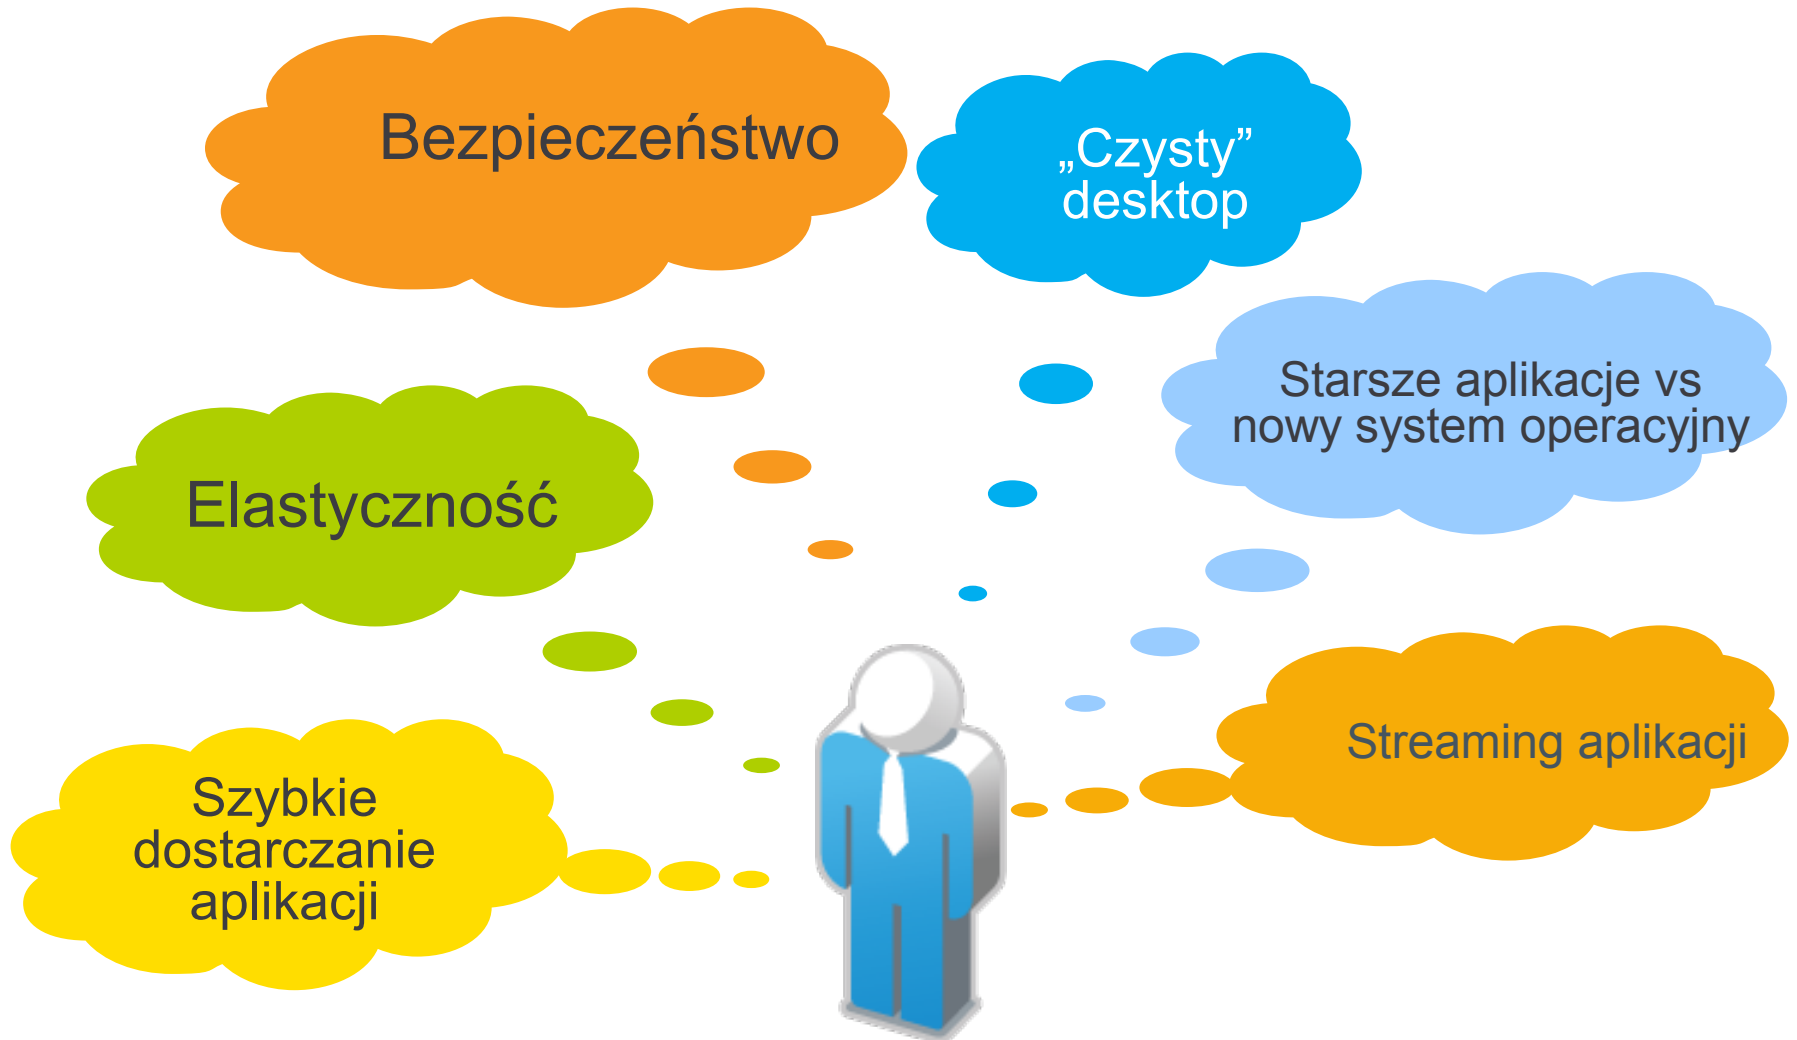 Bezpieczeństwo
„Czysty”
desktop
Starsze aplikacje vs
nowy system operacyjny
Elastyczność
Streaming aplikacji
Szybkie
dostarczanie
aplikacji